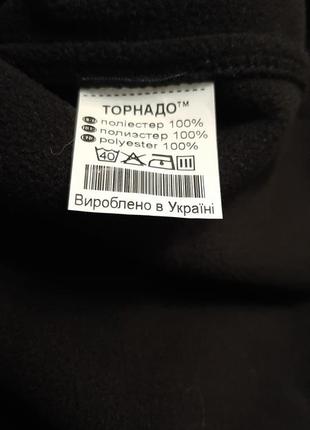 ТОРНАДО™
поліестер 100%
полиэстер 100%
polyester 100%
40
Вироблено в Україні